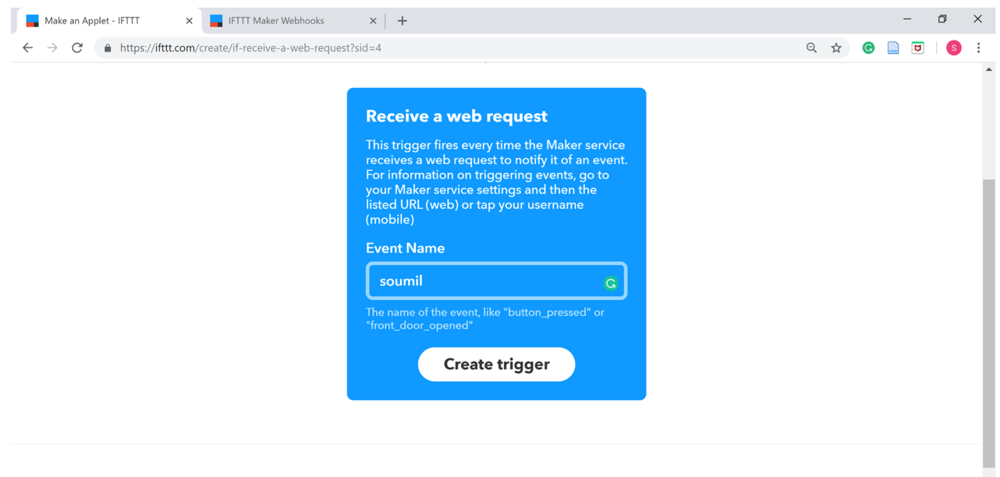 Make an Applet - IFTTT
IFTTT Maker Webhooks
https://ifttt.com/create/if-receive-a-web-request?sid=4
S
Receive a web request
This trigger fires every time the Maker service
receives a web request to notify it of an event.
For information on triggering events, go to
your Maker service settings and then the
listed URL (web) or tap your username
(mobile)
Event Name
soumil
The name of the event, like "button_pressed" or
"front_door_opened"
Create trigger